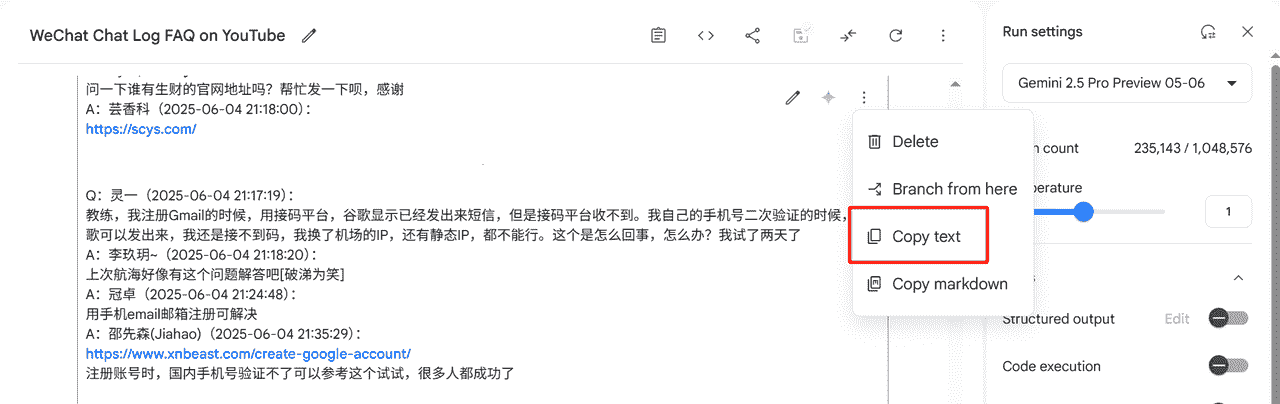 WeChat Chat Log FAQ on YouTube
Run settings
问一下谁有生财的官网地址吗？帮忙发一下呗，感谢
A：芸香科（2025-06-04 21:18:00）：
https://scys.com/
Gemini 2.5 Pro Preview 05-06
Delete
count
235,143 / 1,048,576
Branch from here
1
Q：灵一（2025-06-04 21:17:19）：
教练，我注册Gmail的时候，用接码平台，谷歌显示已经发出来短信，但是接码平台收不到。我自己的手机号二次验证的时候，
歌可以发出来，我还是接不到码，我换了机场的IP，还有静态IP，都不能行。这个是怎么回事，怎么办？我试了两天了
Copy text
A：李玖玥~（2025-06-04 21:18:20）：
上次航海好像有这个问题解答吧[破涕为笑]
Copy markdown
A：冠卓（2025-06-04 21:24:48）：
用手机email邮箱注册可解决
Structured output
Edit
A：邵先森(Jiahao)（2025-06-04 21:35:29）：
https://www.xnbeast.com/create-google-account/
Code execution
注册账号时，国内手机号验证不了可以参考这个试试，很多人都成功了